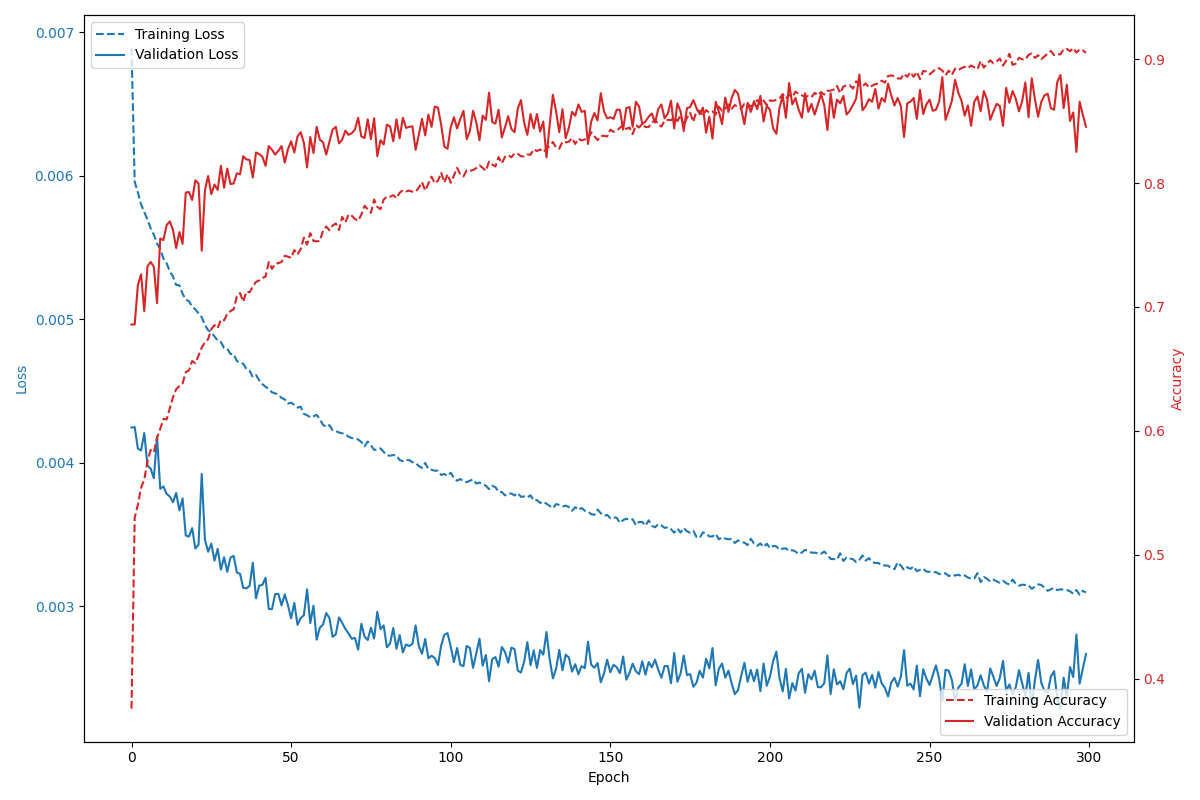 Training Loss
Validation Loss
0.007
0.006
0.005
0.004
0.003
Loss
0.9
0.8
0.7
0.6
0.5
0.4
Accuracy
Training Accuracy
Validation Accuracy
0 50 100 150 200 250 300
Epoch